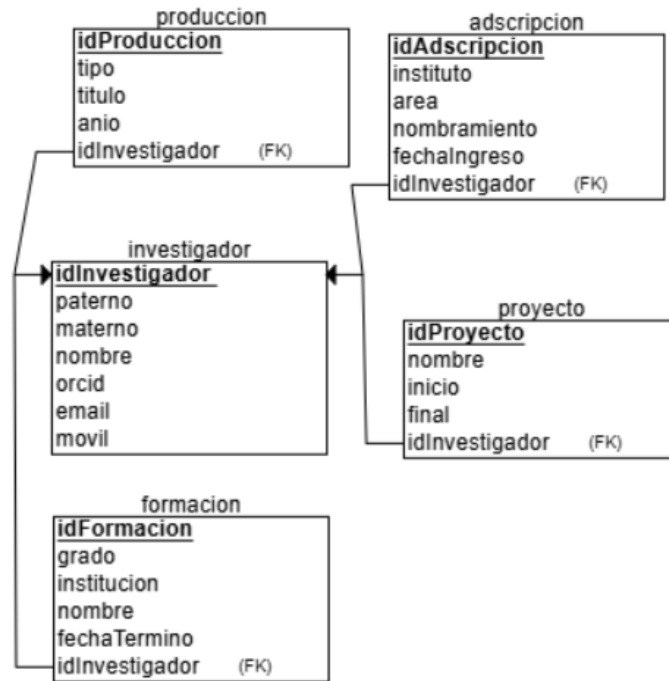 produccion
idProduccion
tipo
titulo
anio
idInvestigador (FK)
adscripcion
idAdscripcion
instituto
area
nombramiento
fechaIngreso
idInvestigador (FK)
investigador
idInvestigador
paterno
materno
nombre
orcid
email
movil
proyecto
idProyecto
nombre
inicio
final
idInvestigador (FK)
formacion
idFormacion
grado
institucion
nombre
fechaTermino
idInvestigador (FK)